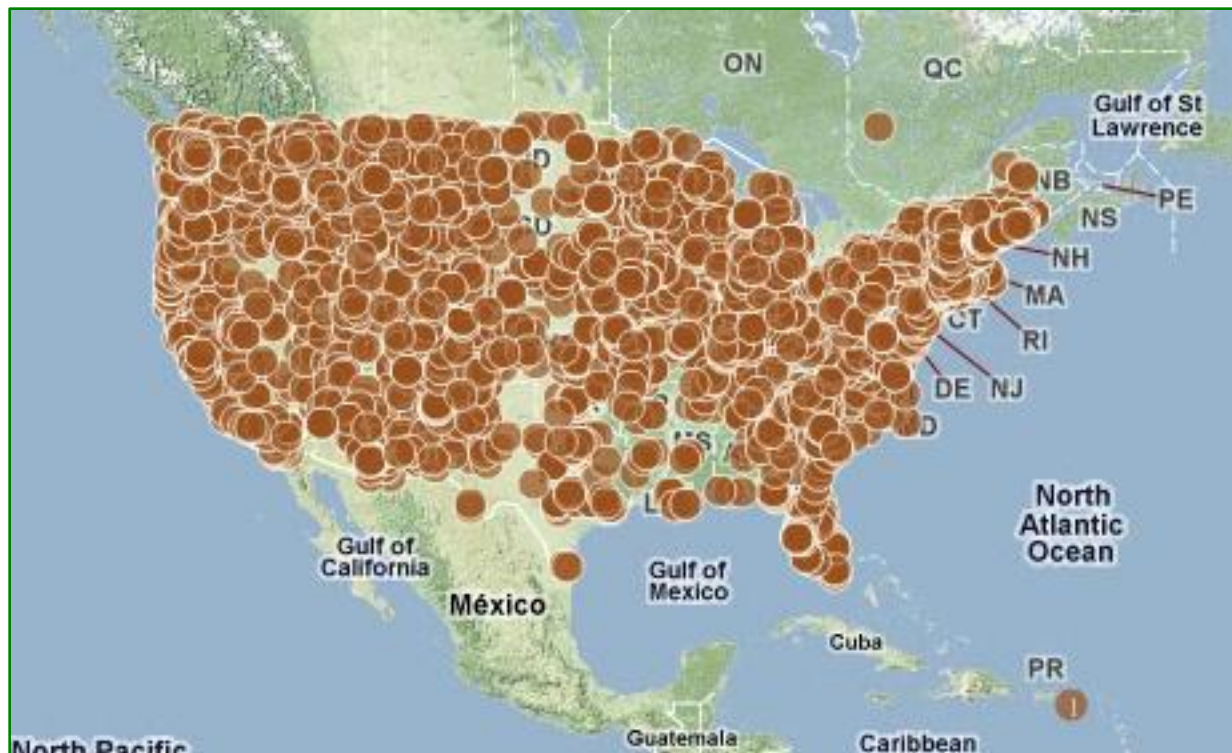 ON
QC
Gulf of St
Lawrence
NB
PE
NS
NH
MA
CT
RI
DE
NJ
MS
North
Atlantic
Ocean
Gulf of
California
Gulf of
Mexico
México
Cuba
PR
Guatemala
Caribbean
North Pacific